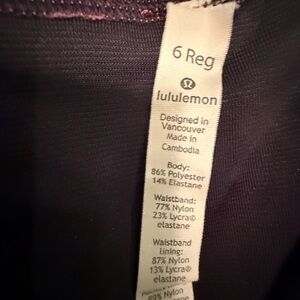 6 Reg
lululemon
Designed in
Vancouver
Made in
Cambodia
Body:
86% Polyester
14% Elastane
Waistband:
77% Nylon
23% Lycra®
elastane
Waistband
lining:
87% Nylon
13% Lycra®
elastane
Nylon